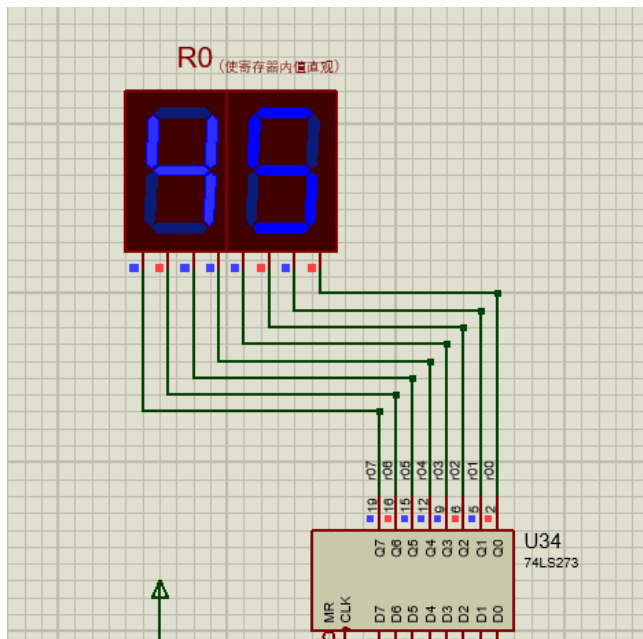 R0 (使寄存器内值直观)
45
r07 r06 r05 r04 r03 r02 r01 r00
19 16 15 12 9 6 5 2
Q7 Q6 Q5 Q4 Q3 Q2 Q1 Q0
U34
74LS273
MR CLK D7 D6 D5 D4 D3 D2 D1 D0